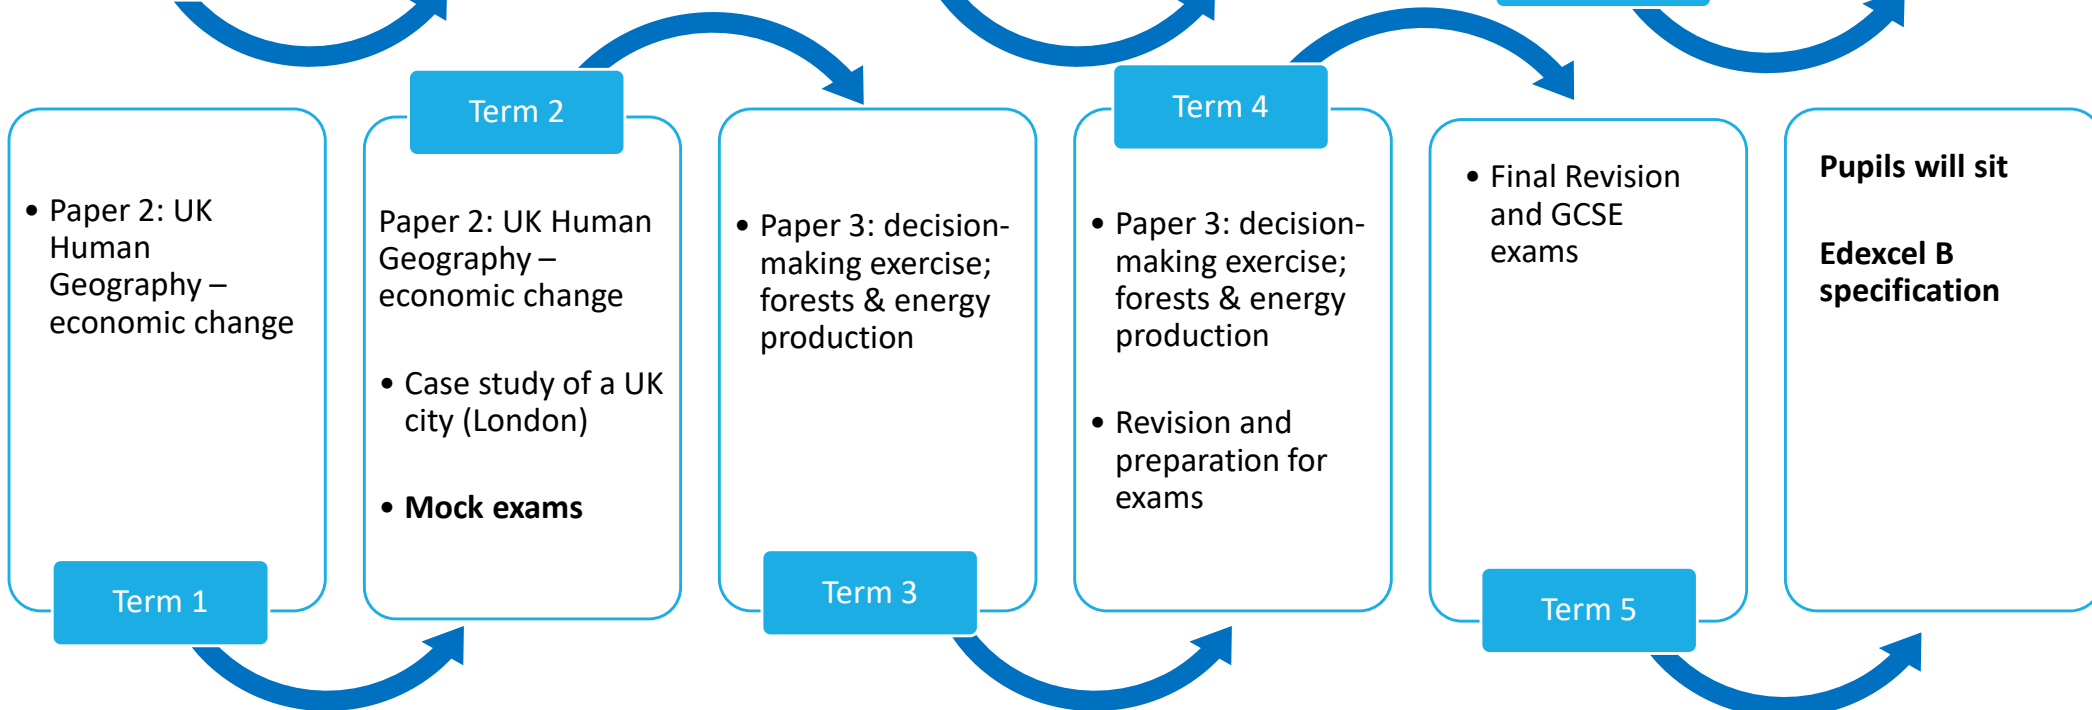 • Paper 2: UK
Human
Geography –
economic change
Term 1
Term 2
Paper 2: UK Human
Geography –
economic change
• Case study of a UK
city (London)
• Mock exams
• Paper 3: decision-
making exercise;
forests & energy
production
Term 3
Term 4
• Paper 3: decision-
making exercise;
forests & energy
production
• Revision and
preparation for
exams
• Final Revision
and GCSE
exams
Term 5
Pupils will sit
Edexcel B
specification